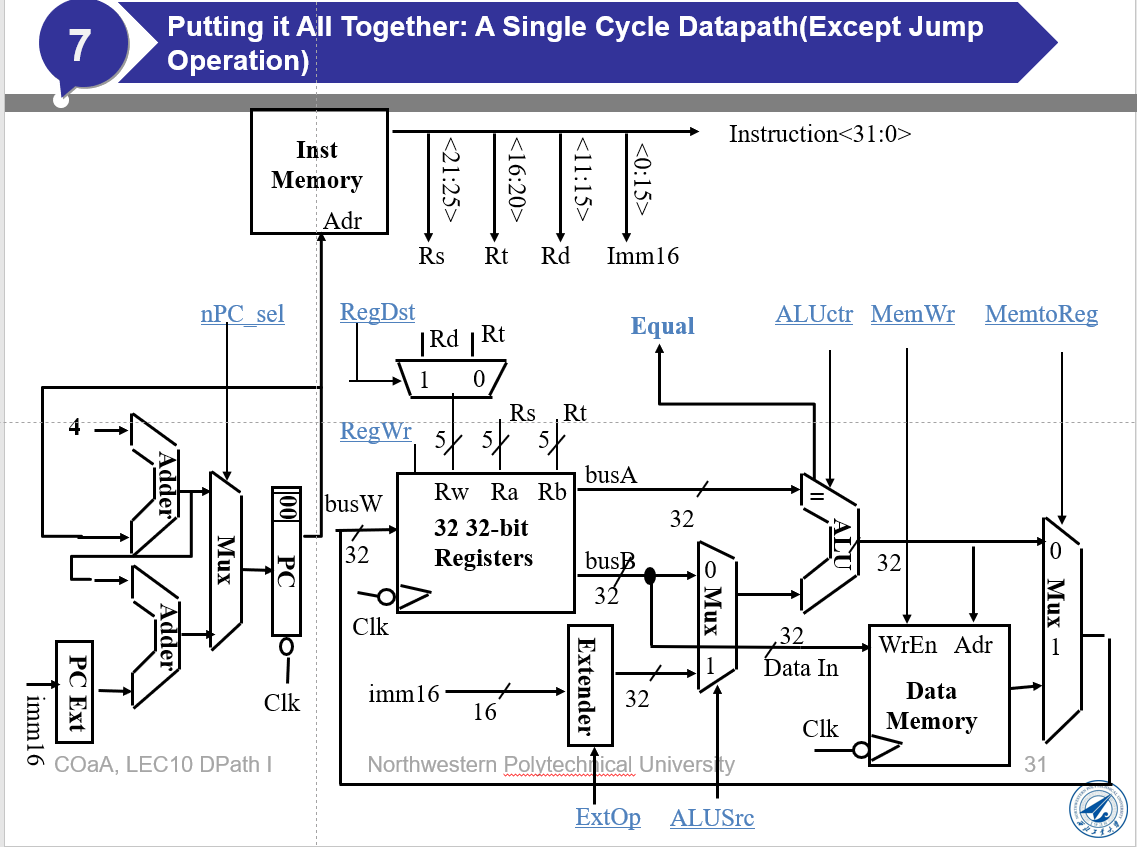 7
Putting it All Together: A Single Cycle Datapath(Except Jump
Operation)
Inst
Memory
Adr
Instruction<31:0>
<21:25>
<16:20>
<11:15>
<0:15>
Rs
Rt
Rd
Imm16
nPC_sel
RegDst
Equal
ALUctr
MemWr
MemtoReg
Rd
Rt
1
0
4
RegWr
5
5
5
Rs
Rt
Adder
Mux
00
PC
Clk
busW
32
Rw
Ra
Rb
32 32-bit
Registers
Clk
busA
32
busB
32
0
Mux
1
=
ALU
32
0
Mux
1
Adder
PC Ext
imm16
imm16
16
Extender
32
32
Data In
WrEn
Adr
Data
Memory
Clk
COaA, LEC10 DPath I
Northwestern Polytechnical University
31
ExtOp
ALUSrc